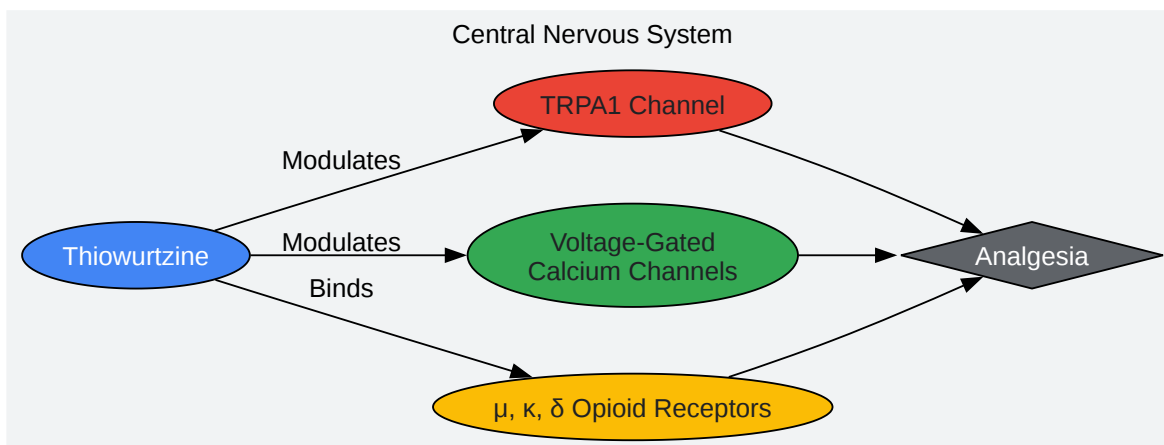 Central Nervous System
TRPA1 Channel
Modulates
Thiowurtzine
Modulates
Voltage-Gated
Calcium Channels
Analgesia
Binds
μ, κ, δ Opioid Receptors